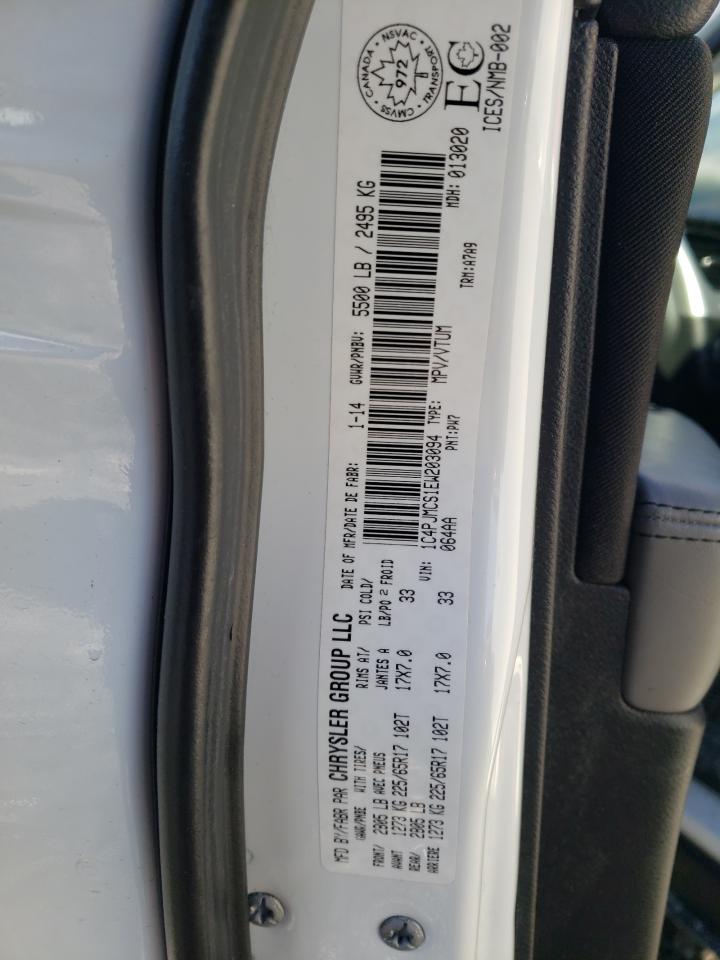 MFD BY/FABR PAR CHRYSLER GROUP LLC
DATE OF MFR/DATE DE FABR: 1-14 GVWR/PNBV: 5500 LB / 2495 KG
GAWR/PNBE WITH TIRES/ RIMS AT/ PSI COLD/
FRONT/ 2805 LB AVEC PNEUS JANTES A LB/PO 2 FROID
AVANT 1273 KG 225/65R17 102T 17X7.0 33
REAR/ 2805 LB
ARRIERE 1273 KG 225/65R17 102T 17X7.0 33
VIN: 1C4PJMCS1EW203094 TYPE: MPV/VTUM MDH: 013020
064AA PNT:PW7 TRM:A7A9
CANADA • NSVAC • TRANSPORT • CMVSS •
972
EC
ICES/NMB-002